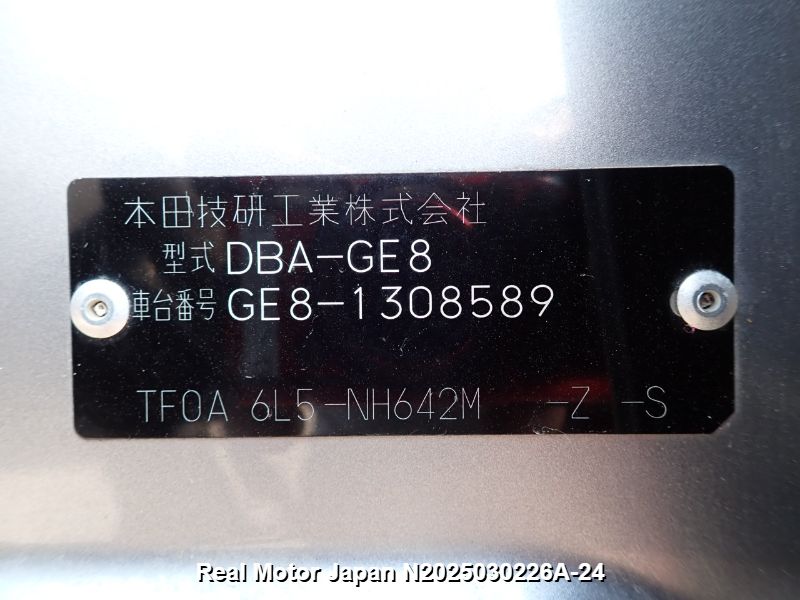 本田技研工業株式会社
型式 DBA-GE8
車台番号 GE8-1308589
TF0A 6L5-NH642M -Z -S
Real Motor Japan N2025030226A-24